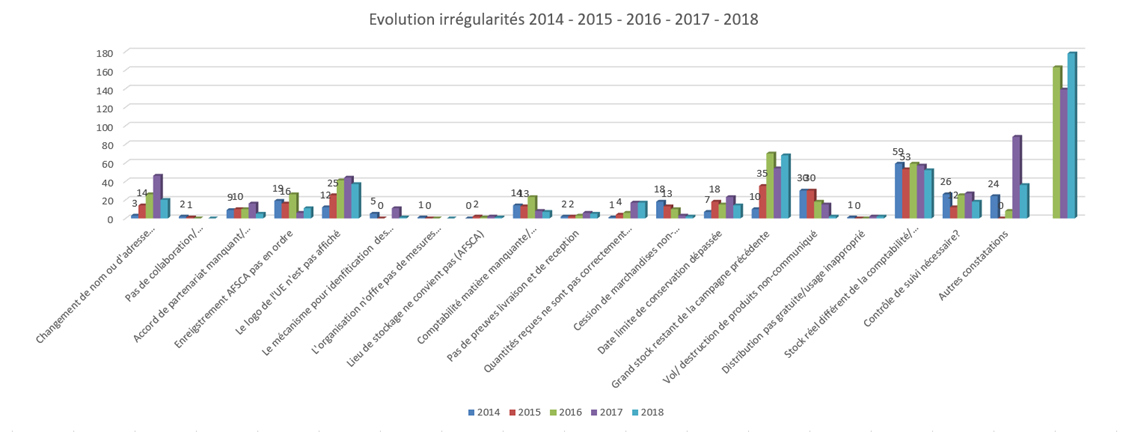 Evolution irrégularités 2014 - 2015 - 2016 - 2017 - 2018
180
160
140
120
100
80
60
40
20
0
3 14
2 1
9 10
19 16
12 25
5 0
1 0
0 2
14 13
2 2
1 4
18 13
7 18
10 35
30 30
1 0
59 53
26 12
24 0
Changement de nom ou d'adresse...
Pas de collaboration/...
Accord de partenariat manquant/...
Enreigstrement AFSCA pas en ordre
Le logo de l'UE n'est pas affiché
Le mécanisme pour idenfitication des...
L'organisation n'offre pas de mesures...
Lieu de stockage ne convient pas (AFSCA)
Comptabilité matière manquante/...
Pas de preuves livraison et de reception
Quantités reçues ne sont pas correctement...
Cession de marchandises non-...
Date limite de conservation dépassée
Grand stock restant de la campagne précédente
Vol/ destruction de produits non-communiqué
Distribution pas gratuite/usage inapproprié
Stock réel différent de la comptabilité/...
Contrôle de suivi nécessaire?
Autres constatations
2014 2015 2016 2017 2018